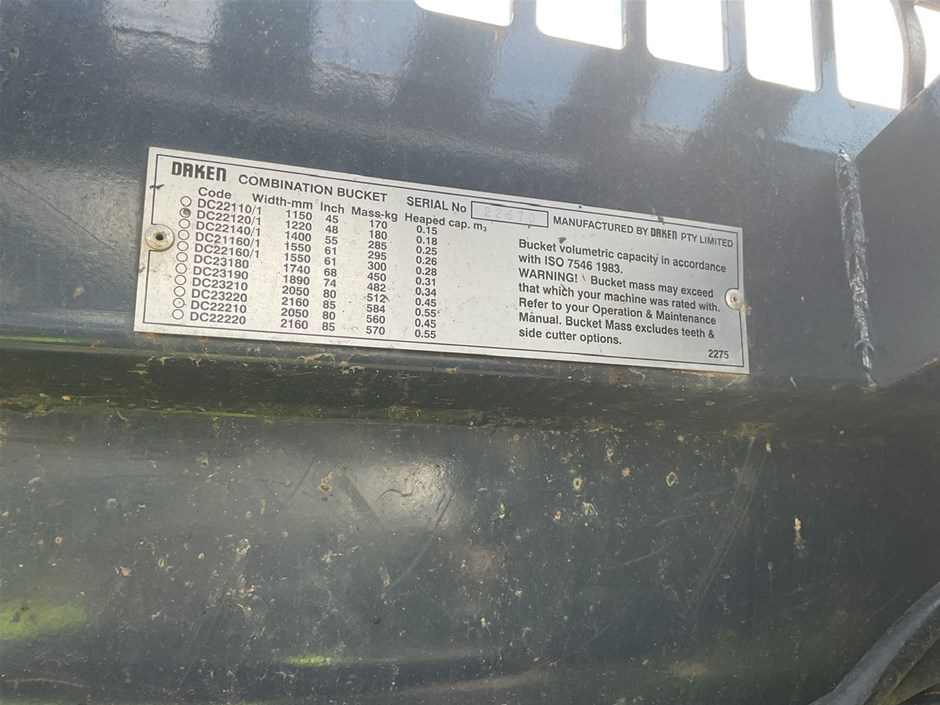 DARKEN COMBINATION BUCKET SERIAL No 22670 MANUFACTURED BY DARKEN PTY LIMITED
Code Width-mm Inch Mass-kg Heaped cap. m3
DC22110/1 1150 45 170 0.15
DC22120/1 1220 48 180 0.18
DC22140/1 1400 55 285 0.25
DC21160/1 1550 61 295 0.26
DC22160/1 1550 61 300 0.28
DC23180 1740 68 450 0.31
DC23190 1890 74 482 0.34
DC23210 2050 80 512 0.45
DC23220 2160 85 584 0.55
DC22210 2050 80 560 0.45
DC22220 2160 85 570 0.55
Bucket volumetric capacity in accordance
with ISO 7546 1983.
WARNING! Bucket mass may exceed
that which your machine was rated with.
Refer to your Operation & Maintenance
Manual. Bucket Mass excludes teeth &
side cutter options.
2275